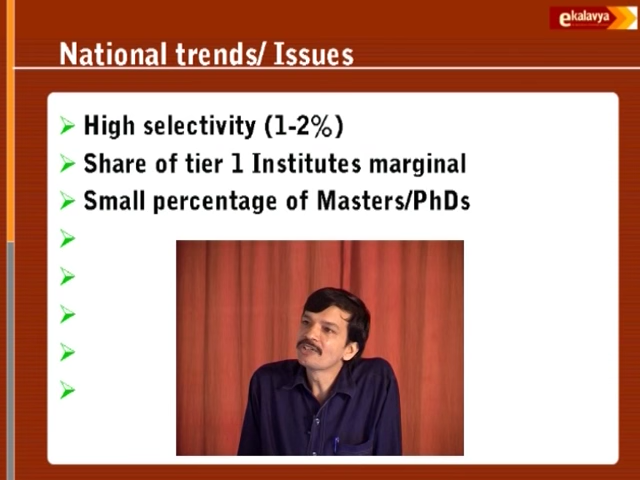 ekalavya
National trends/ Issues
High selectivity (1-2%)
Share of tier 1 Institutes marginal
Small percentage of Masters/PhDs